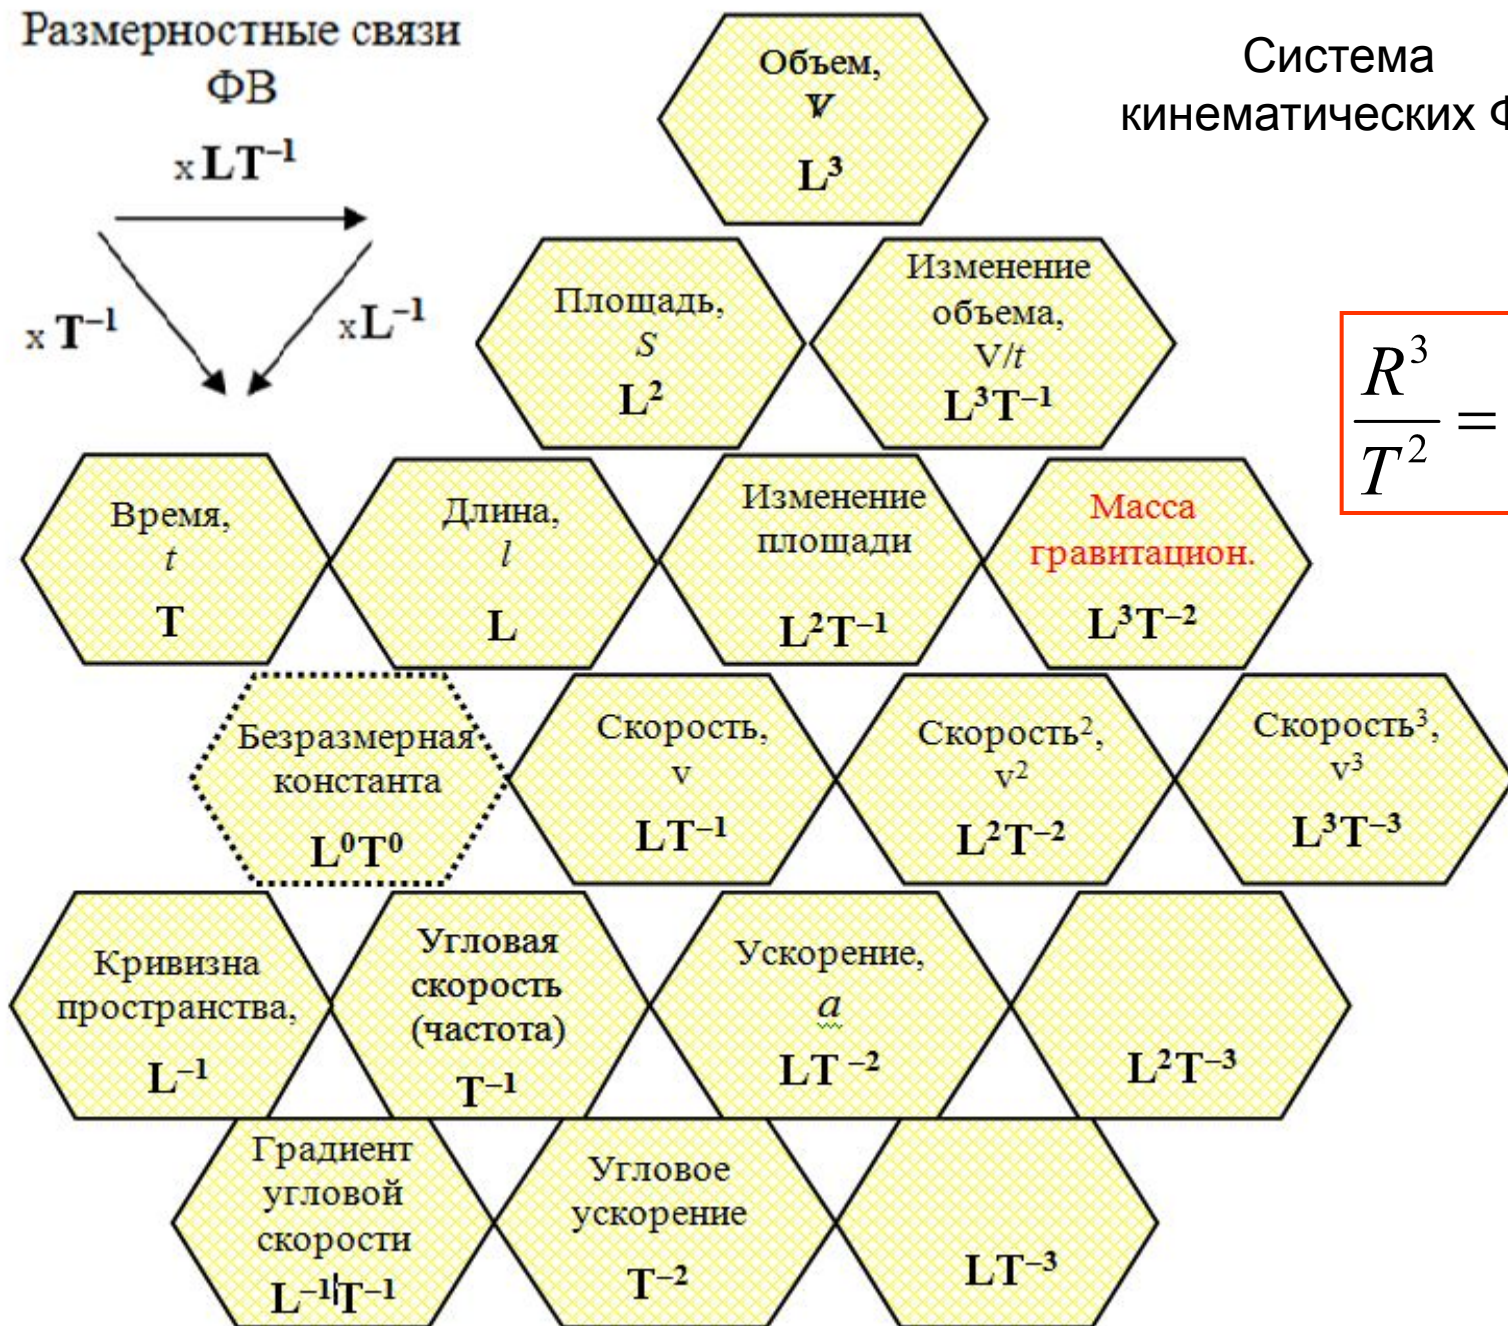 Размерностные связи
ФВ
x LT⁻¹
x T⁻¹
x L⁻¹
Система
кинематических Ф
R³/T² =
Объем,
V
L³
Площадь,
S
L²
Изменение
объема,
V/t
L³T⁻¹
Время,
t
T
Длина,
l
L
Изменение
площади
L²T⁻¹
Масса
гравитацион.
L³T⁻²
Безразмерная
константа
L⁰T⁰
Скорость,
v
LT⁻¹
Скорость²,
v²
L²T⁻²
Скорость³,
v³
L³T⁻³
Кривизна
пространства,
L⁻¹
Угловая
скорость
(частота)
T⁻¹
Ускорение,
a
LT⁻²
L²T⁻³
Градиент
угловой
скорости
L⁻¹T⁻¹
Угловое
ускорение
T⁻²
LT⁻³